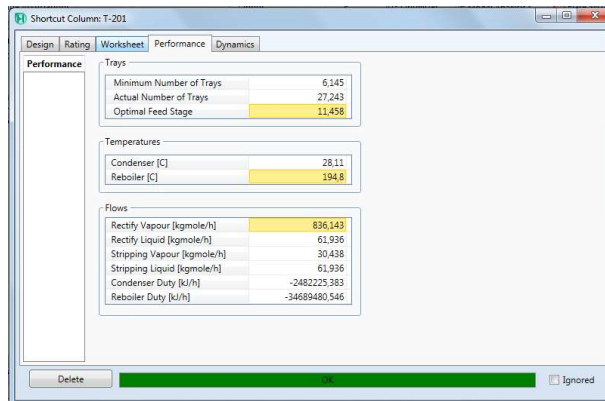 Shortcut Column: T-201
Design Rating Worksheet Performance Dynamics
Performance
Trays
Minimum Number of Trays 6,145
Actual Number of Trays 27,243
Optimal Feed Stage 11,458
Temperatures
Condenser [C] 28,11
Reboiler [C] 194,8
Flows
Rectify Vapour [kgmole/h] 836,143
Rectify Liquid [kgmole/h] 61,936
Stripping Vapour [kgmole/h] 30,438
Stripping Liquid [kgmole/h] 61,936
Condenser Duty [kJ/h] -2482225,383
Reboiler Duty [kJ/h] -34689480,546
Delete OK Ignored